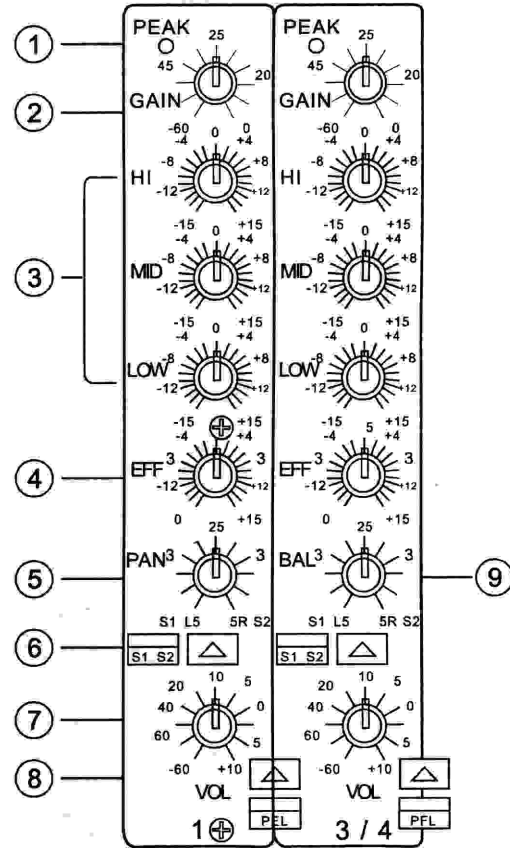 PEAK 25 PEAK 25
1
45 20 45 20
GAIN GAIN
2
-60 0 0 -60 0 0
-4 +4 -4 +4
HI -8 +8 HI -8 +8
-12 +12 -12 +12
-15 0 +15 -15 0 +15
-4 +4 -4 +4
3 MID -8 +8 MID -8 +8
-12 +12 -12 +12
-15 0 +15 -15 0 +15
-4 +4 -4 +4
LOW -8 +8 LOW -8 +8
-12 +12 -12 +12
-15 +15 -15 5 +15
-4 +4 -4 +4
4 EFF 3 3 EFF 3 3
-12 +12 -12 +12
0 25 +15 0 25 +15
5 PAN 3 3 BAL 3 3 9
S1 L5 5R S2 S1 L5 5R S2
6 S1 S2 S1 S2
20 10 5 20 10 5
7 40 0 40 0
60 5 60 5
-60 +10 -60 +10
8 VOL VOL
PEL PFL
1 3 / 4